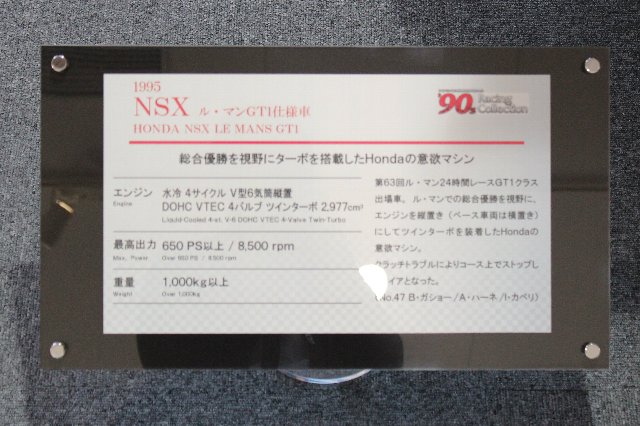 1995
NSX ル・マンGT1仕様車
HONDA NSX LE MANS GT1
'90s Racing Collection
総合優勝を視野にターボを搭載したHondaの意欲マシン
エンジン 水冷 4サイクル V型6気筒縦置
Engine DOHC VTEC 4バルブ ツインターボ 2,977cm³
Liquid-Cooled 4-st. V-6 DOHC VTEC 4-Valve Twin-Turbo
最高出力 650 PS以上 / 8,500 rpm
Max. Power Over 650 PS / 8,500 rpm
重量 1,000kg以上
Weight Over 1,000kg
第63回ル・マン24時間レースGT1クラス
出場車。ル・マンでの総合優勝を視野に、
エンジンを縦置き（ベース車両は横置き）
にしてツインターボを装着したHondaの
意欲マシン。
クラッチトラブルによりコース上でストップし
イアとなった。
（No.47 B・ガショー/A・ハーネ/I・カペリ）